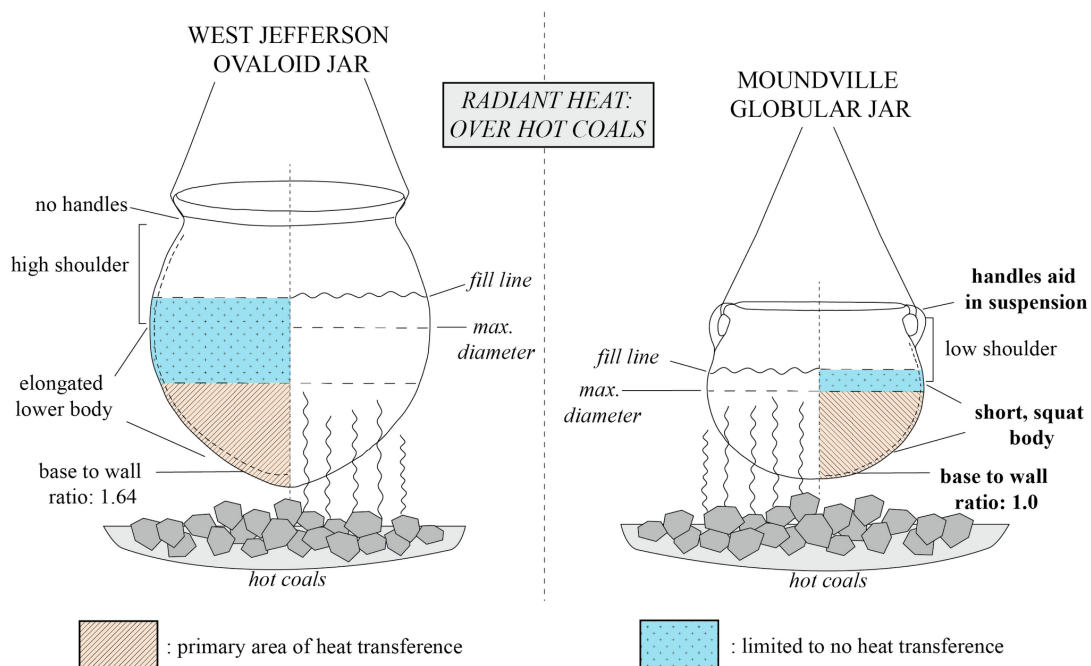 WEST JEFFERSON
OVALOID JAR
RADIANT HEAT:
OVER HOT COALS
MOUNDVILLE
GLOBULAR JAR
no handles
high shoulder
fill line
max.
diameter
elongated
lower body
base to wall
ratio: 1.64
hot coals
handles aid
in suspension
low shoulder
fill line
max.
diameter
short, squat
body
base to wall
ratio: 1.0
hot coals
: primary area of heat transference
: limited to no heat transference